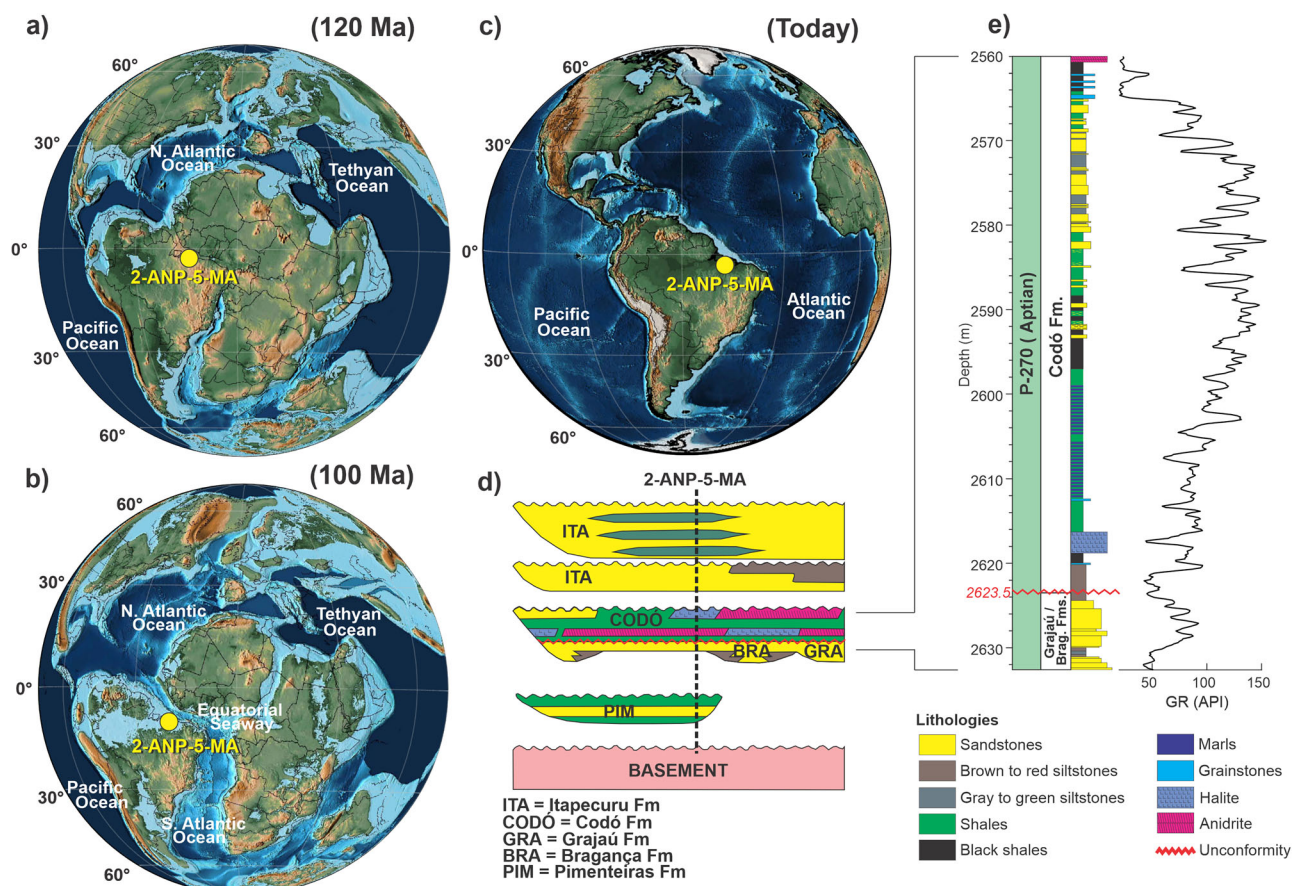 a)
(120 Ma)
60°
30°
N. Atlantic
Ocean
Tethyan
Ocean
0°
2-ANP-5-MA
Pacific
Ocean
30°
60°
b)
(100 Ma)
60°
30°
N. Atlantic
Ocean
Tethyan
Ocean
0°
Equatorial
Seaway
2-ANP-5-MA
Pacific
Ocean
30°
S. Atlantic
Ocean
60°
c)
(Today)
60°
30°
0°
2-ANP-5-MA
Pacific
Ocean
Atlantic
Ocean
30°
60°
d)
2-ANP-5-MA
ITA
ITA
CODÓ
BRA
GRA
PIM
BASEMENT
ITA = Itapecuru Fm
CODÓ = Codó Fm
GRA = Grajaú Fm
BRA = Bragança Fm
PIM = Pimenteiras Fm
e)
2560
2570
2580
2590
2600
2610
2620
2623.5
2630
Depth (m)
P-270 ( Aptian)
Codó Fm.
Grajaú /
Brag. Fms.
50
100
150
GR (API)
Lithologies
Sandstones
Brown to red siltstones
Gray to green siltstones
Shales
Black shales
Marls
Grainstones
Halite
Anidrite
Unconformity